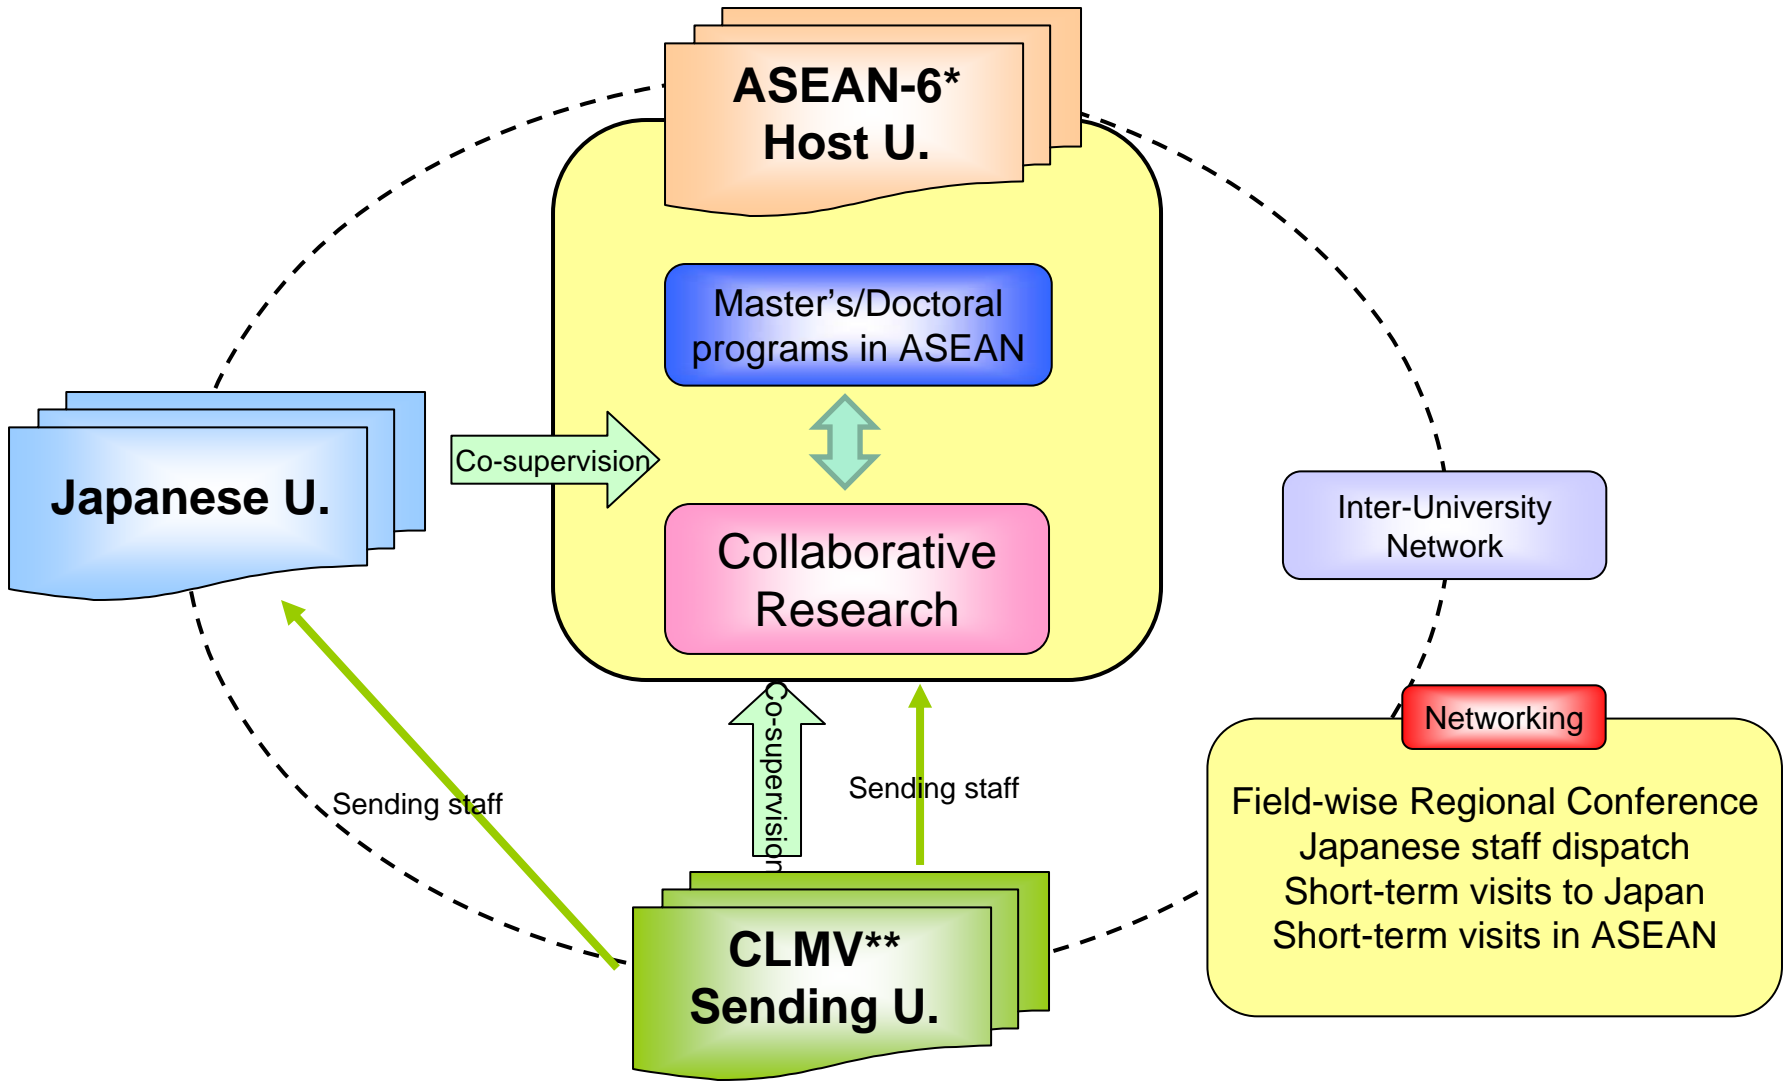 ASEAN-6*
Host U.
Master’s/Doctoral
programs in ASEAN
Co-supervision
Japanese U.
Collaborative
Research
Inter-University
Network
Networking
Field-wise Regional Conference
Japanese staff dispatch
Short-term visits to Japan
Short-term visits in ASEAN
Sending staff
Co-supervision
Sending staff
CLMV**
Sending U.